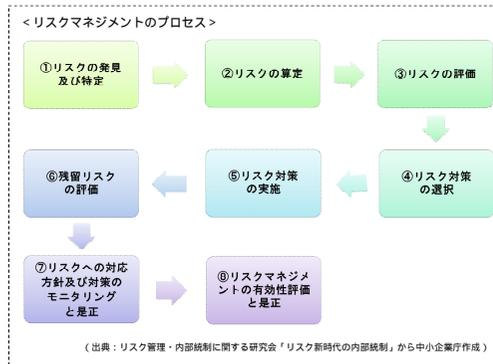 <リスクマネジメントのプロセス>
①リスクの発見
及び特定
②リスクの算定
③リスクの評価
④リスク対策
の選択
⑤リスク対策
の実施
⑥残留リスク
の評価
⑦リスクへの対応
方針及び対策の
モニタリング
と是正
⑧リスクマネジメ
ントの有効性評価
と是正
(出典:リスク管理・内部統制に関する研究会「リスク新時代の内部統制」から中小企業庁作成)